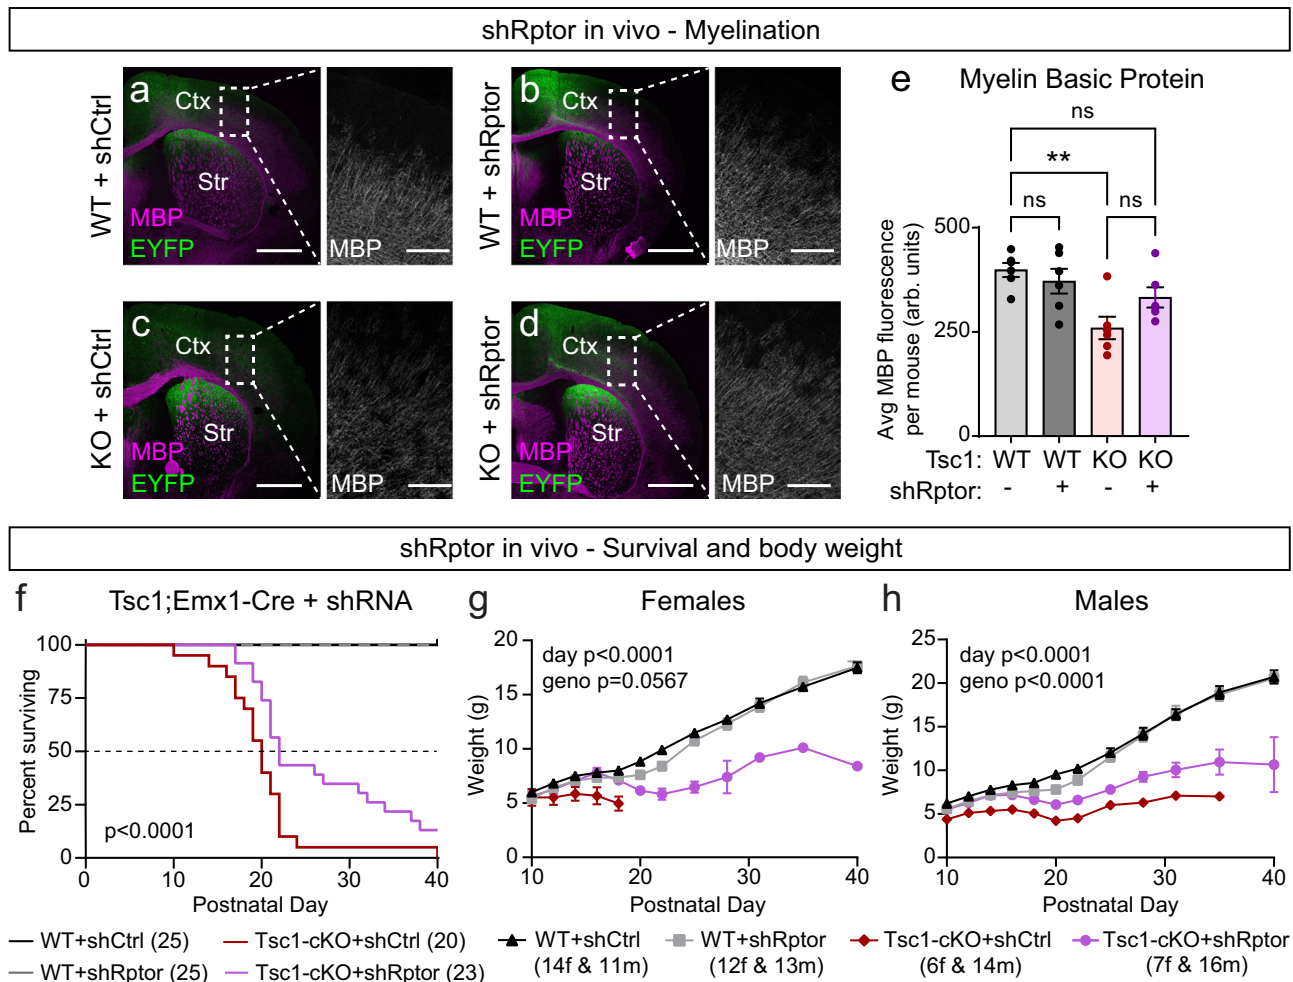 shRptor in vivo - Myelination
WT + shCtrl
a
Ctx
Str
MBP
EYFP
MBP
WT + shRptor
b
Ctx
Str
MBP
EYFP
MBP
KO + shCtrl
c
Ctx
Str
MBP
EYFP
MBP
KO + shRptor
d
Ctx
Str
MBP
EYFP
MBP
e
Myelin Basic Protein
ns
**
ns
ns
Avg MBP fluorescence
per mouse (arb. units)
500
250
0
Tsc1: WT WT KO KO
shRptor: - + - +
shRptor in vivo - Survival and body weight
f
Tsc1;Emx1-Cre + shRNA
Percent surviving
100
75
50
25
0
p<0.0001
0 10 20 30 40
Postnatal Day
WT+shCtrl (25)
Tsc1-cKO+shCtrl (20)
WT+shRptor (25)
Tsc1-cKO+shRptor (23)
g
Females
day p<0.0001
geno p=0.0567
Weight (g)
20
15
10
5
0
10 20 30 40
Postnatal Day
h
Males
day p<0.0001
geno p<0.0001
Weight (g)
25
20
15
10
5
0
10 20 30 40
Postnatal Day
WT+shCtrl
(14f & 11m)
WT+shRptor
(12f & 13m)
Tsc1-cKO+shCtrl
(6f & 14m)
Tsc1-cKO+shRptor
(7f & 16m)